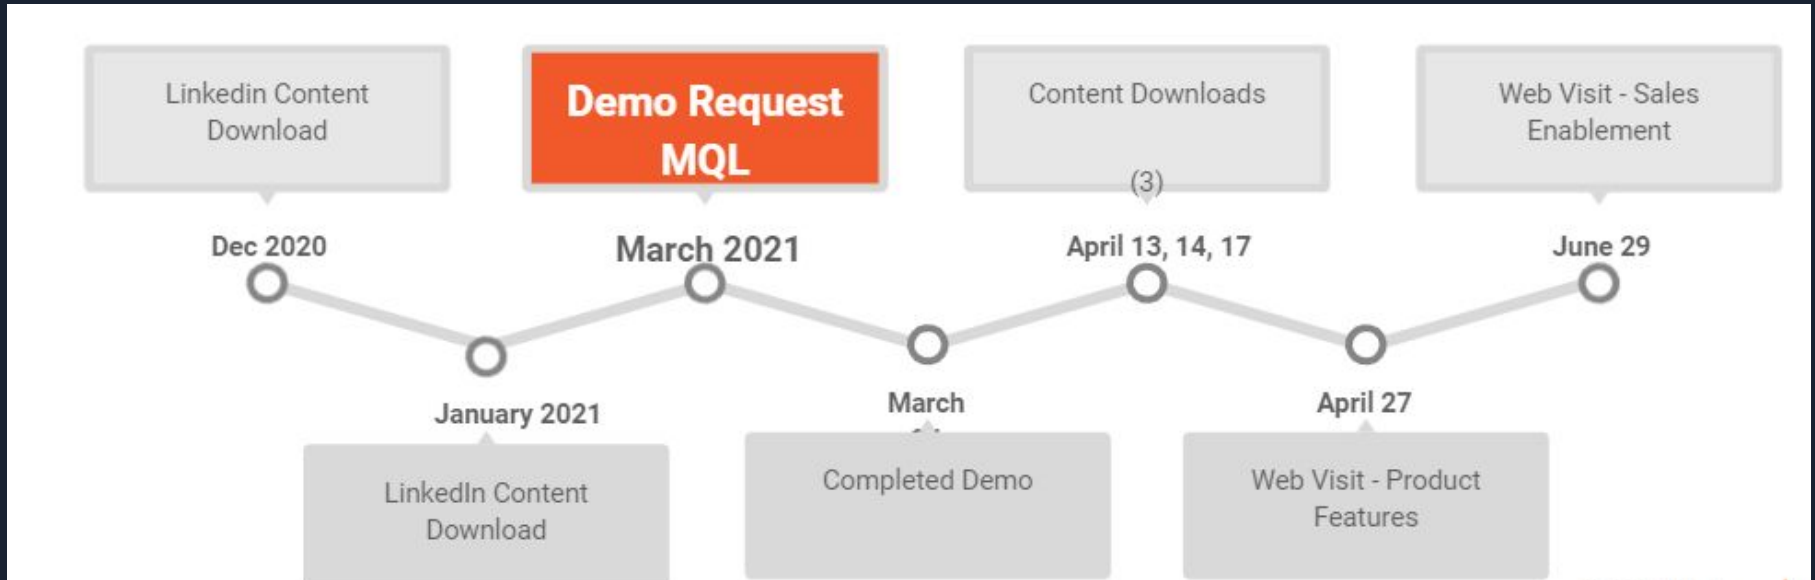 Linkedin Content
Download
Demo Request
MQL
Content Downloads
(3)
Web Visit - Sales
Enablement
Dec 2020
March 2021
April 13, 14, 17
June 29
January 2021
March
April 27
LinkedIn Content
Download
Completed Demo
Web Visit - Product
Features